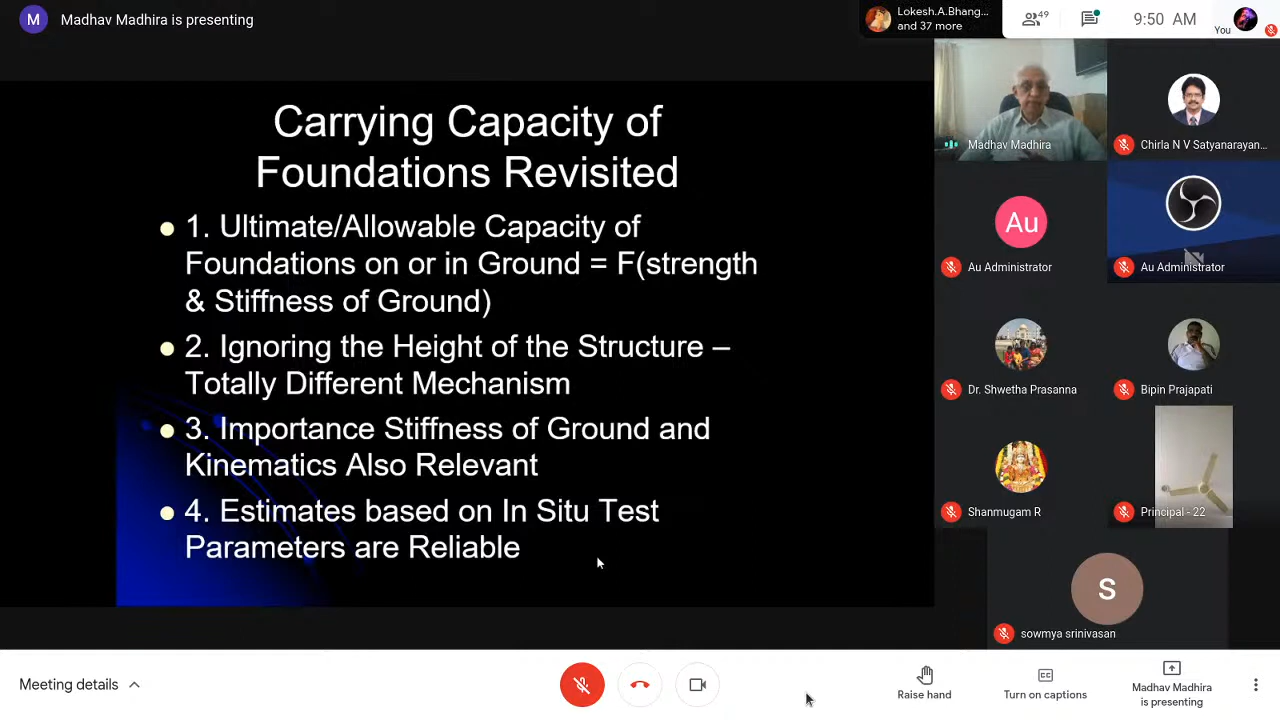 M
Madhav Madhira is presenting
Lokesh.A.Bhang...
and 37 more
49
9:50 AM
You
Carrying Capacity of
Foundations Revisited
1. Ultimate/Allowable Capacity of
Foundations on or in Ground = F(strength
& Stiffness of Ground)
2. Ignoring the Height of the Structure –
Totally Different Mechanism
3. Importance Stiffness of Ground and
Kinematics Also Relevant
4. Estimates based on In Situ Test
Parameters are Reliable
Madhav Madhira
Chirla N V Satyanarayan...
Au
Au Administrator
Au Administrator
Dr. Shwetha Prasanna
Bipin Prajapati
Shanmugam R
Principal - 22
S
sowmya srinivasan
Meeting details
Raise hand
CC
Turn on captions
Madhav Madhira
is presenting